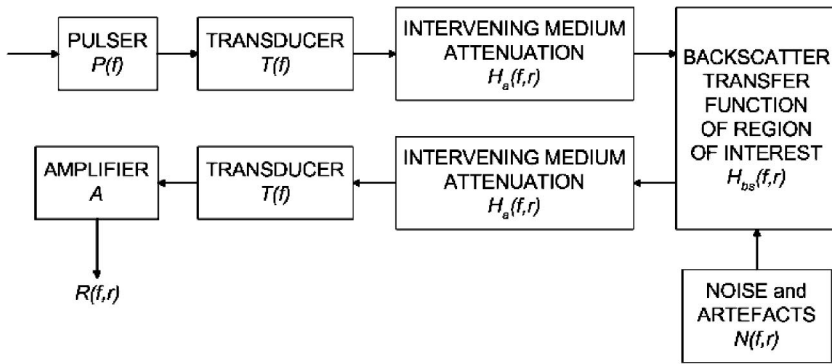 PULSER
P(f)
TRANSDUCER
T(f)
INTERVENING MEDIUM
ATTENUATION
Hₐ(f,r)
BACKSCATTER
TRANSFER
FUNCTION
OF REGION
OF INTEREST
H_bs(f,r)
AMPLIFIER
A
TRANSDUCER
T(f)
INTERVENING MEDIUM
ATTENUATION
Hₐ(f,r)
R(f,r)
NOISE and
ARTEFACTS
N(f,r)